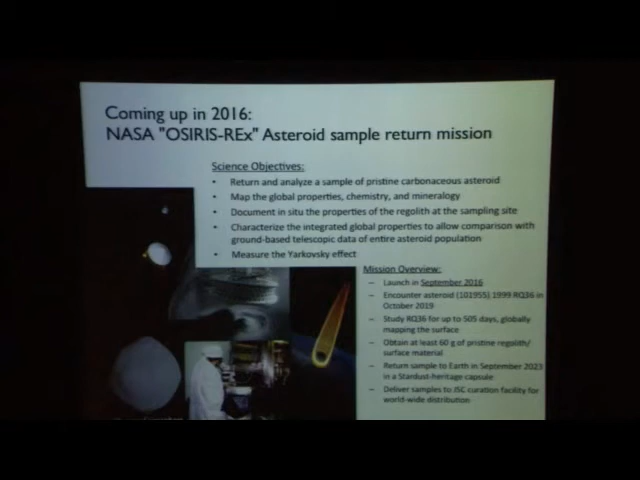 Coming up in 2016:
NASA "OSIRIS-REx" Asteroid sample return mission
Science Objectives:
• Return and analyze a sample of pristine carbonaceous asteroid
• Map the global properties, chemistry, and mineralogy
• Document in situ the properties of the regolith at the sampling site
• Characterize the integrated global properties to allow comparison with
ground-based telescopic data of entire asteroid population
• Measure the Yarkovsky effect
Mission Overview:
– Launch in September 2016
– Encounter asteroid (101955) 1999 RQ36 in
October 2019
– Study RQ36 for up to 505 days, globally
mapping the surface
– Obtain at least 60 g of pristine regolith/
surface material
– Return sample to Earth in September 2023
in a Stardust-heritage capsule
– Deliver samples to JSC curation facility for
world-wide distribution